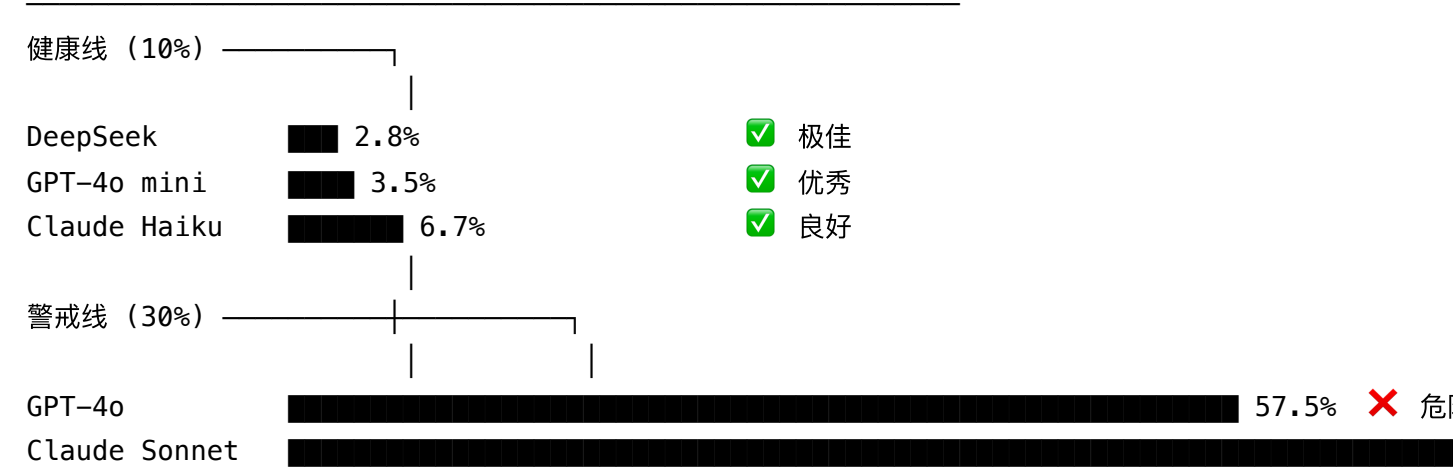 健康线 (10%)
DeepSeek 2.8% ✅ 极佳
GPT-4o mini 3.5% ✅ 优秀
Claude Haiku 6.7% ✅ 良好
警戒线 (30%)
GPT-4o 57.5% ❌ 危
Claude Sonnet